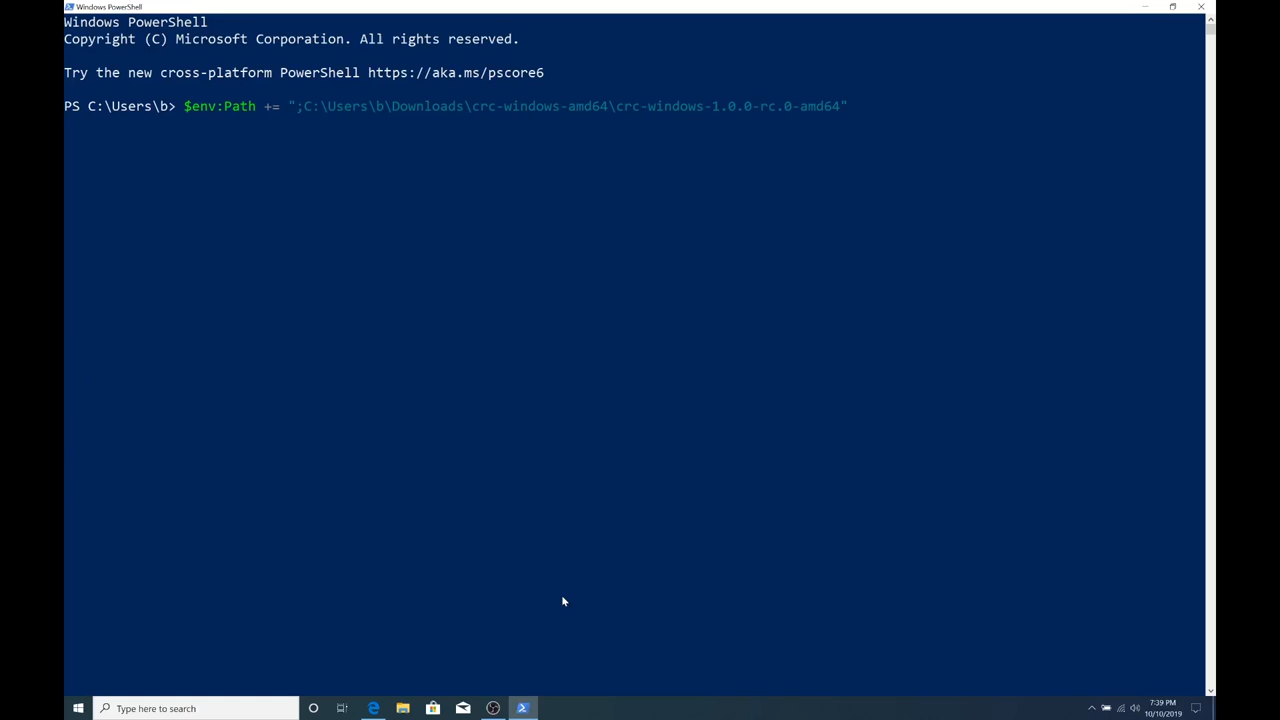 Windows PowerShell
Windows PowerShell
Copyright (C) Microsoft Corporation. All rights reserved.
Try the new cross-platform PowerShell https://aka.ms/pscore6
PS C:\Users\b> $env:Path += ";C:\Users\b\Downloads\crc-windows-amd64\crc-windows-1.0.0-rc.0-amd64"
Type here to search
7:39 PM
10/10/2019